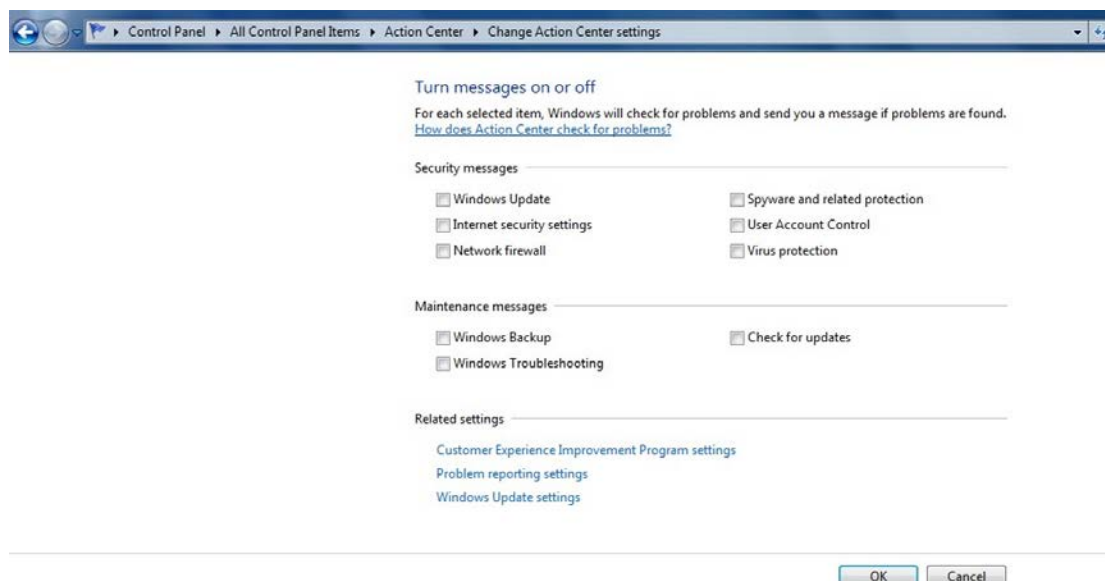 Control Panel ▸ All Control Panel Items ▸ Action Center ▸ Change Action Center settings
Turn messages on or off
For each selected item, Windows will check for problems and send you a message if problems are found.
How does Action Center check for problems?
Security messages
Windows Update Spyware and related protection
Internet security settings User Account Control
Network firewall Virus protection
Maintenance messages
Windows Backup Check for updates
Windows Troubleshooting
Related settings
Customer Experience Improvement Program settings
Problem reporting settings
Windows Update settings
OK Cancel